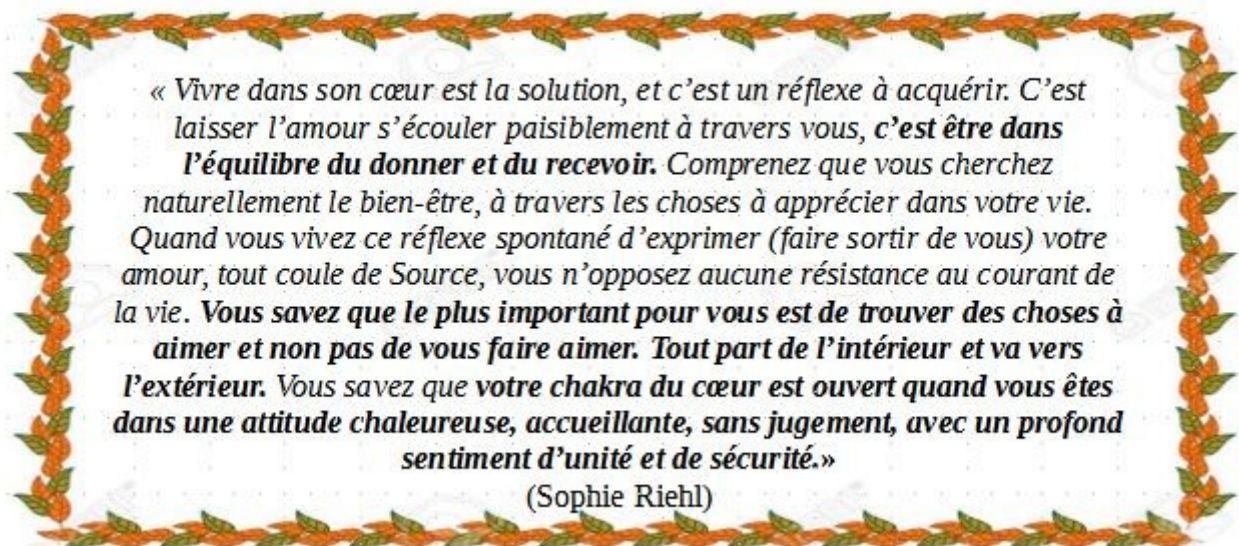 « Vivre dans son cœur est la solution, et c’est un réflexe à acquérir. C’est
laisser l’amour s’écouler paisiblement à travers vous, c’est être dans
l’équilibre du donner et du recevoir. Comprenez que vous cherchez
naturellement le bien-être, à travers les choses à apprécier dans votre vie.
Quand vous vivez ce réflexe spontané d’exprimer (faire sortir de vous) votre
amour, tout coule de Source, vous n’opposez aucune résistance au courant de
la vie. Vous savez que le plus important pour vous est de trouver des choses à
aimer et non pas de vous faire aimer. Tout part de l’intérieur et va vers
l’extérieur. Vous savez que votre chakra du cœur est ouvert quand vous êtes
dans une attitude chaleureuse, accueillante, sans jugement, avec un profond
sentiment d’unité et de sécurité.»
(Sophie Riehl)